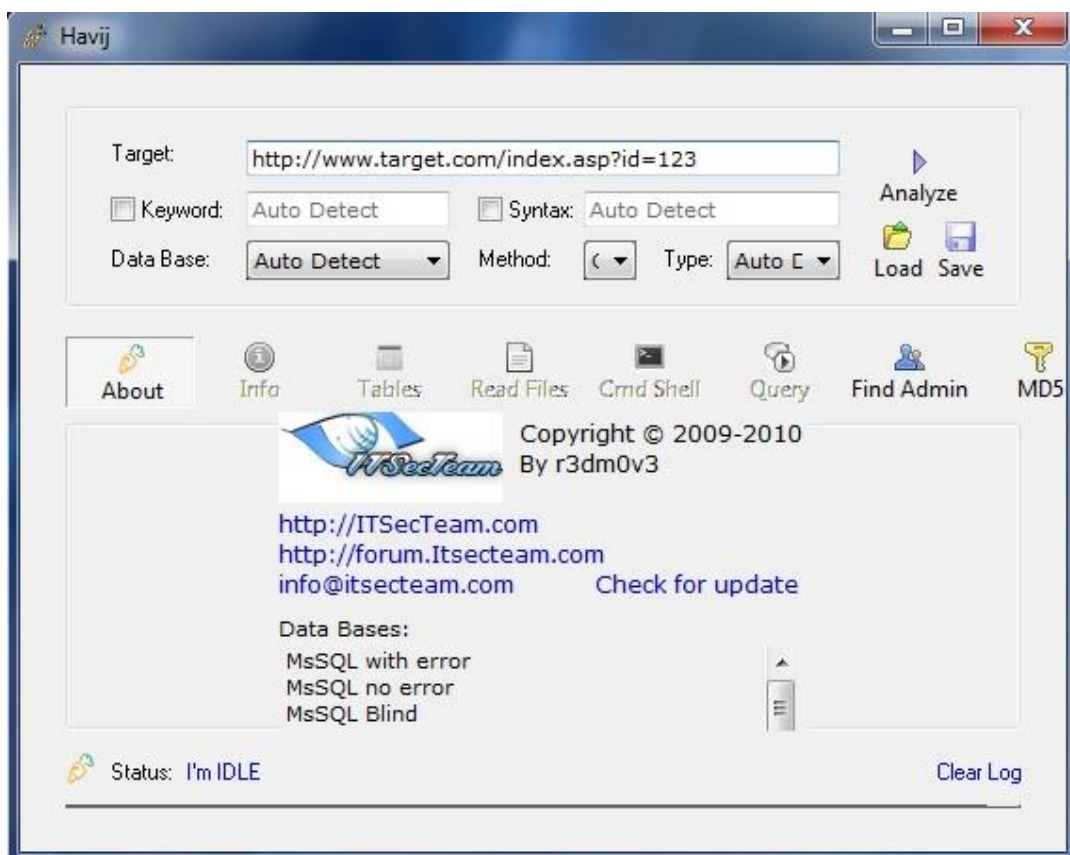 Havij
Target: http://www.target.com/index.asp?id=123
Analyze
Keyword: Auto Detect Syntax: Auto Detect
Data Base: Auto Detect Method: Type: Auto
Load Save
About Info Tables Read Files Cmd Shell Query Find Admin MD5
ITSecTeam
Copyright © 2009-2010
By r3dm0v3
http://ITSecTeam.com
http://forum.Itsecteam.com
info@itsecteam.com Check for update
Data Bases:
MsSQL with error
MsSQL no error
MsSQL Blind
Status: I'm IDLE Clear Log